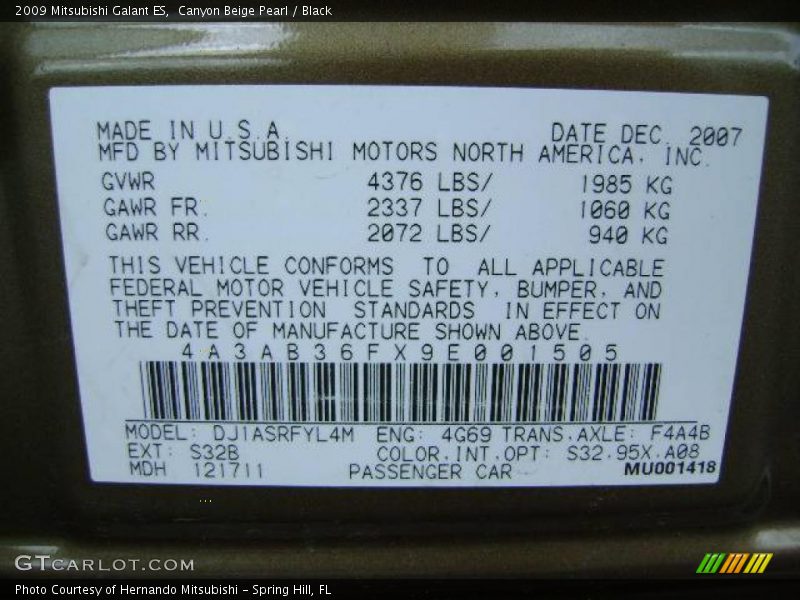 2009 Mitsubishi Galant ES,  Canyon Beige Pearl / Black
MADE IN U.S.A. DATE DEC. 2007
MFD BY MITSUBISHI MOTORS NORTH AMERICA, INC.
GVWR 4376 LBS/ 1985 KG
GAWR FR. 2337 LBS/ 1060 KG
GAWR RR. 2072 LBS/ 940 KG
THIS VEHICLE CONFORMS TO ALL APPLICABLE
FEDERAL MOTOR VEHICLE SAFETY, BUMPER, AND
THEFT PREVENTION STANDARDS IN EFFECT ON
THE DATE OF MANUFACTURE SHOWN ABOVE.
4A3AB36FX9E001505
MODEL: DJ1ASRFYL4M ENG: 4G69 TRANS.AXLE: F4A4B
EXT: S32B COLOR.INT.OPT: S32.95X.A08
MDH 121711 PASSENGER CAR MU001418
GTCARLOT.COM
Photo Courtesy of Hernando Mitsubishi - Spring Hill, FL